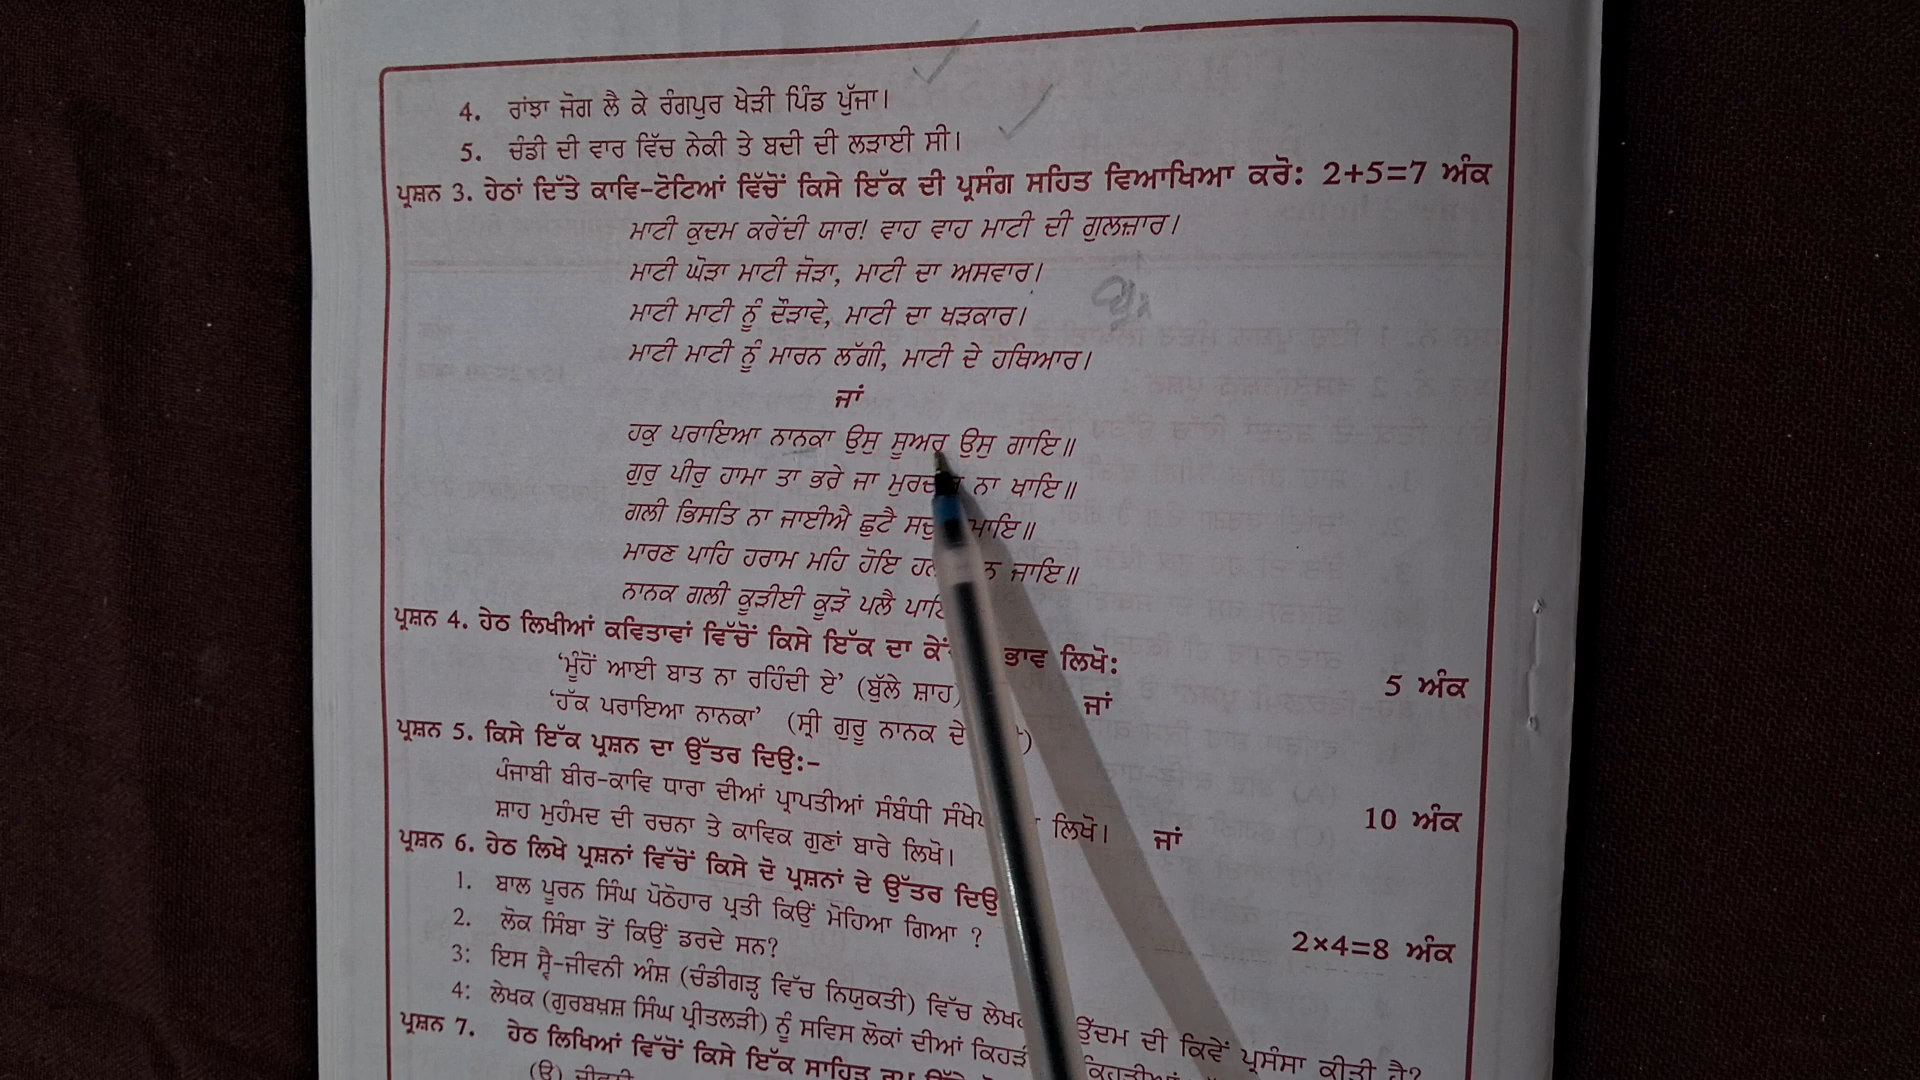 4. ਰਾਂਝਾ ਜੋਗ ਲੈ ਕੇ ਰੰਗਪੁਰ ਖੇੜੀ ਪਿੰਡ ਪੁੱਜਾ।
5. ਚੰਡੀ ਦੀ ਵਾਰ ਵਿੱਚ ਨੇਕੀ ਤੇ ਬਦੀ ਦੀ ਲੜਾਈ ਸੀ।
ਪ੍ਰਸ਼ਨ 3. ਹੇਠਾਂ ਦਿੱਤੇ ਕਾਵਿ-ਟੋਟਿਆਂ ਵਿੱਚੋਂ ਕਿਸੇ ਇੱਕ ਦੀ ਪ੍ਰਸੰਗ ਸਹਿਤ ਵਿਆਖਿਆ ਕਰੋ: 2+5=7 ਅੰਕ
ਮਾਟੀ ਕੁਦਮ ਕਰੇਂਦੀ ਯਾਰ! ਵਾਹ ਵਾਹ ਮਾਟੀ ਦੀ ਗੁਲਜ਼ਾਰ।
ਮਾਟੀ ਘੋੜਾ ਮਾਟੀ ਜੋੜਾ, ਮਾਟੀ ਦਾ ਅਸਵਾਰ।
ਮਾਟੀ ਮਾਟੀ ਨੂੰ ਦੌੜਾਵੇ, ਮਾਟੀ ਦਾ ਖੜਕਾਰ।
ਮਾਟੀ ਮਾਟੀ ਨੂੰ ਮਾਰਨ ਲੱਗੀ, ਮਾਟੀ ਦੇ ਹਥਿਆਰ।
ਜਾਂ
ਹਕੁ ਪਰਾਇਆ ਨਾਨਕਾ ਉਸੁ ਸੂਅਰ ਉਸੁ ਗਾਇ॥
ਗੁਰੁ ਪੀਰੁ ਹਾਮਾ ਤਾ ਭਰੇ ਜਾ ਨਾ ਖਾਇ॥
ਗਲੀ ਭਿਸਤਿ ਨਾ ਜਾਈਐ ਛੁਟੈ
ਮਾਰਣ ਪਾਹਿ ਹਰਾਮ ਮਹਿ ਹੋਇ ਜਾਇ॥
ਨਾਨਕ ਗਲੀ ਕੂੜੀਈ ਕੂੜੋ ਪਲੈ
ਪ੍ਰਸ਼ਨ 4. ਹੇਠ ਲਿਖੀਆਂ ਕਵਿਤਾਵਾਂ ਵਿੱਚੋਂ ਕਿਸੇ ਇੱਕ ਦਾ ਭਾਵ ਲਿਖੋ: 5 ਅੰਕ
'ਮੂੰਹੋਂ ਆਈ ਬਾਤ ਨਾ ਰਹਿੰਦੀ ਏ' (ਬੁੱਲੇ ਸ਼ਾਹ) ਜਾਂ
'ਹੱਕ ਪਰਾਇਆ ਨਾਨਕਾ' (ਸ੍ਰੀ ਗੁਰੂ ਨਾਨਕ
ਪ੍ਰਸ਼ਨ 5. ਕਿਸੇ ਇੱਕ ਪ੍ਰਸ਼ਨ ਦਾ ਉੱਤਰ ਦਿਉ:-
ਪੰਜਾਬੀ ਬੀਰ-ਕਾਵਿ ਧਾਰਾ ਦੀਆਂ ਪ੍ਰਾਪਤੀਆਂ ਸੰਬੰਧੀ ਲਿਖੋ। ਜਾਂ 10 ਅੰਕ
ਸ਼ਾਹ ਮੁਹੰਮਦ ਦੀ ਰਚਨਾ ਤੇ ਕਾਵਿਕ ਗੁਣਾਂ ਬਾਰੇ ਲਿਖੋ।
ਪ੍ਰਸ਼ਨ 6. ਹੇਠ ਲਿਖੇ ਪ੍ਰਸ਼ਨਾਂ ਵਿੱਚੋਂ ਕਿਸੇ ਦੋ ਪ੍ਰਸ਼ਨਾਂ ਦੇ ਉੱਤਰ ਦਿਉ 2×4=8 ਅੰਕ
1. ਬਾਲ ਪੂਰਨ ਸਿੰਘ ਪੋਠੋਹਾਰ ਪ੍ਰਤੀ ਕਿਉਂ ਮੋਹਿਆ ਗਿਆ ?
2. ਲੋਕ ਸਿੰਬਾ ਤੋਂ ਕਿਉਂ ਡਰਦੇ ਸਨ?
3: ਇਸ ਸ੍ਵੈ-ਜੀਵਨੀ ਅੰਸ਼ (ਚੰਡੀਗੜ੍ਹ ਵਿੱਚ ਨਿਯੁਕਤੀ) ਵਿੱਚ ਉੱਦਮ ਦੀ ਕਿਵੇਂ ਪ੍ਰਸੰਸਾ ਕੀਤੀ ਹੈ?
4: ਲੇਖਕ (ਗੁਰਬਖ਼ਸ਼ ਸਿੰਘ ਪ੍ਰੀਤਲੜੀ) ਨੂੰ ਸਵਿਸ ਲੋਕਾਂ ਦੀਆਂ
ਪ੍ਰਸ਼ਨ 7. ਹੇਠ ਲਿਖਿਆਂ ਵਿੱਚੋਂ ਕਿਸੇ ਇੱਕ ਸਾਹਿਤ
(ੳ) ਜੀਵਨੀ